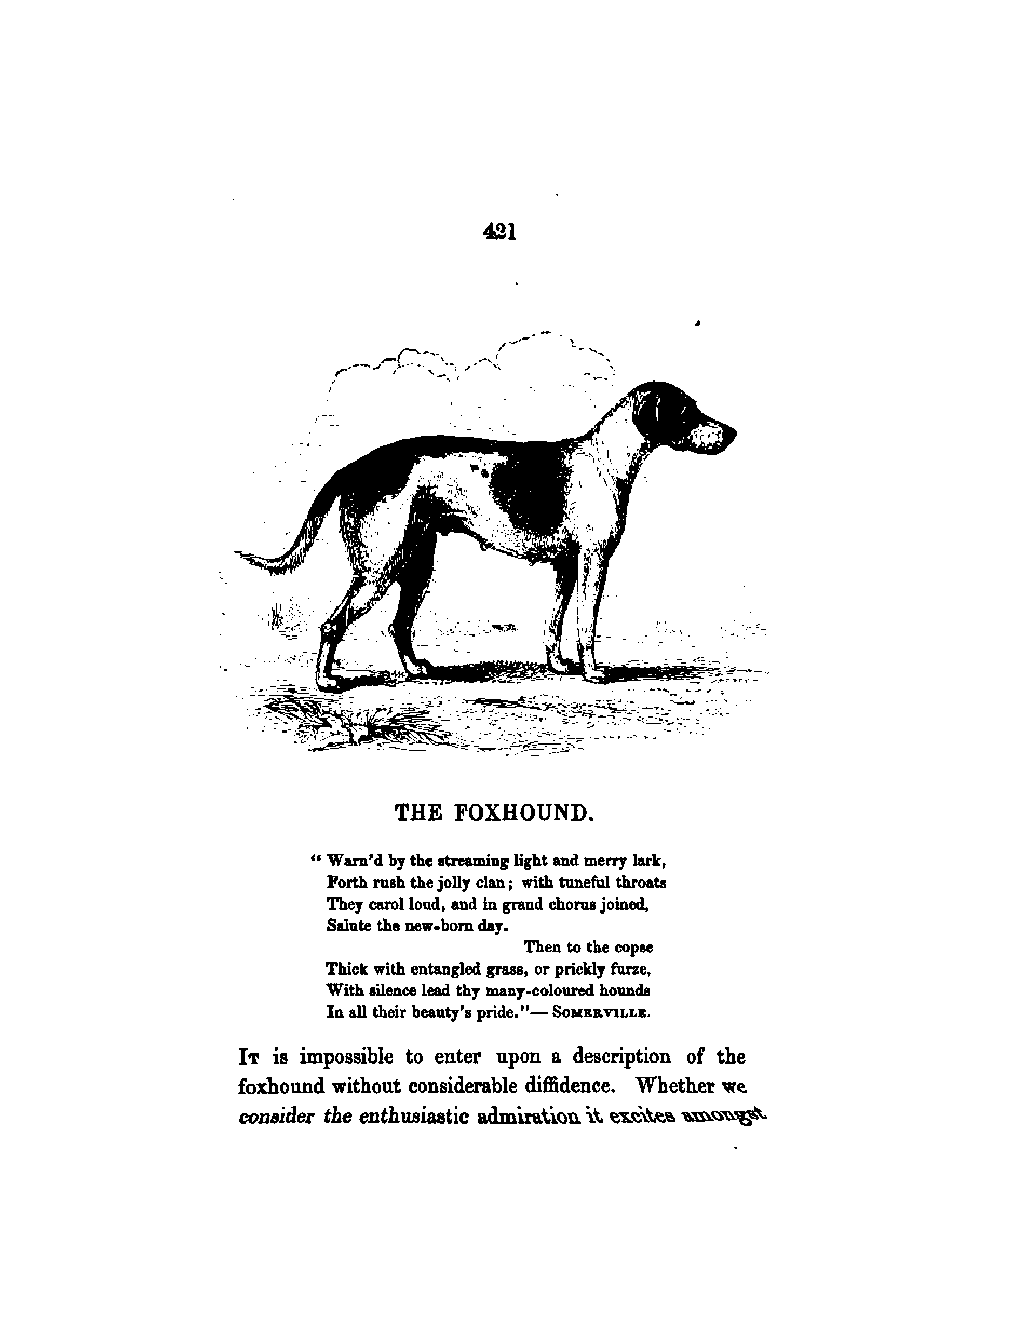 421
THE FOXHOUND.
“ Warn'd by the streaming light and merry lark,
Forth rush the jolly clan; with tuneful throats
They carol loud, and in grand chorus joined,
Salute the new-born day.
Then to the copse
Thick with entangled grass, or prickly furze,
With silence lead thy many-coloured hounds
In all their beauty's pride."— SOMERVILLE.
IT is impossible to enter upon a description of the
foxhound without considerable diffidence. Whether we
consider the enthusiastic admiration it excites amongst